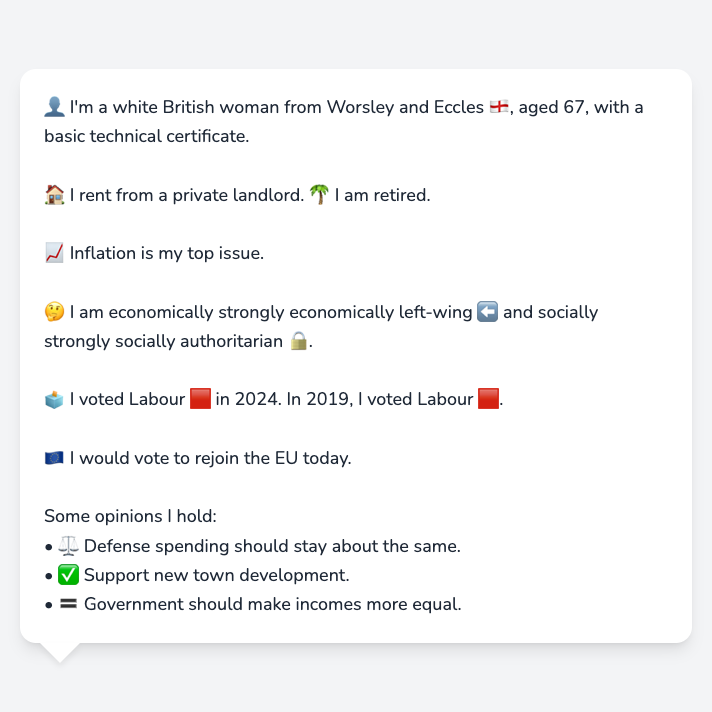 👤 I'm a white British woman from Worsley and Eccles 🏴󠁧󠁢󠁥󠁮󠁧󠁿, aged 67, with a
basic technical certificate.
🏠 I rent from a private landlord. 🌴 I am retired.
📈 Inflation is my top issue.
🤔 I am economically strongly economically left-wing ⬅️ and socially
strongly socially authoritarian 🔒.
🗳️ I voted Labour 🟥 in 2024. In 2019, I voted Labour 🟥.
🇪🇺 I would vote to rejoin the EU today.
Some opinions I hold:
• ⚖️ Defense spending should stay about the same.
• ✅ Support new town development.
• 🟰 Government should make incomes more equal.